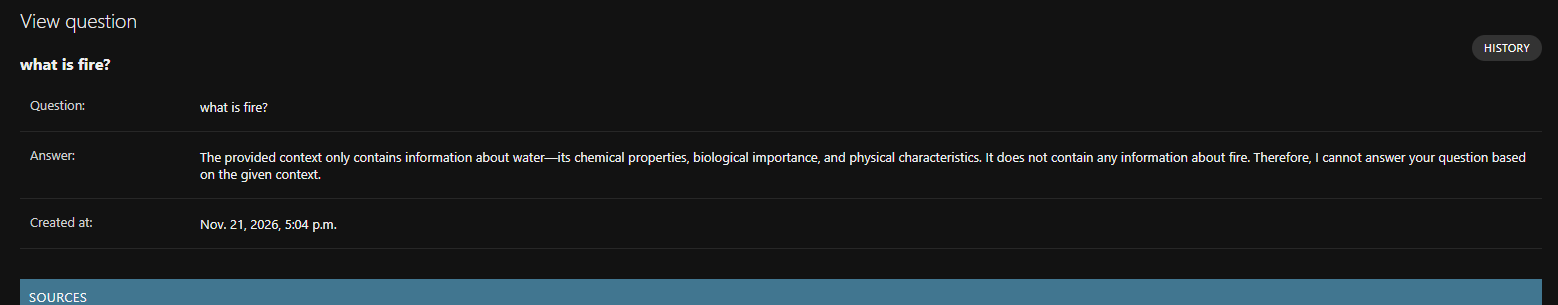 View question
HISTORY
what is fire?
Question: what is fire?
Answer: The provided context only contains information about water—its chemical properties, biological importance, and physical characteristics. It does not contain any information about fire. Therefore, I cannot answer your question based
on the given context.
Created at: Nov. 21, 2026, 5:04 p.m.
SOURCES